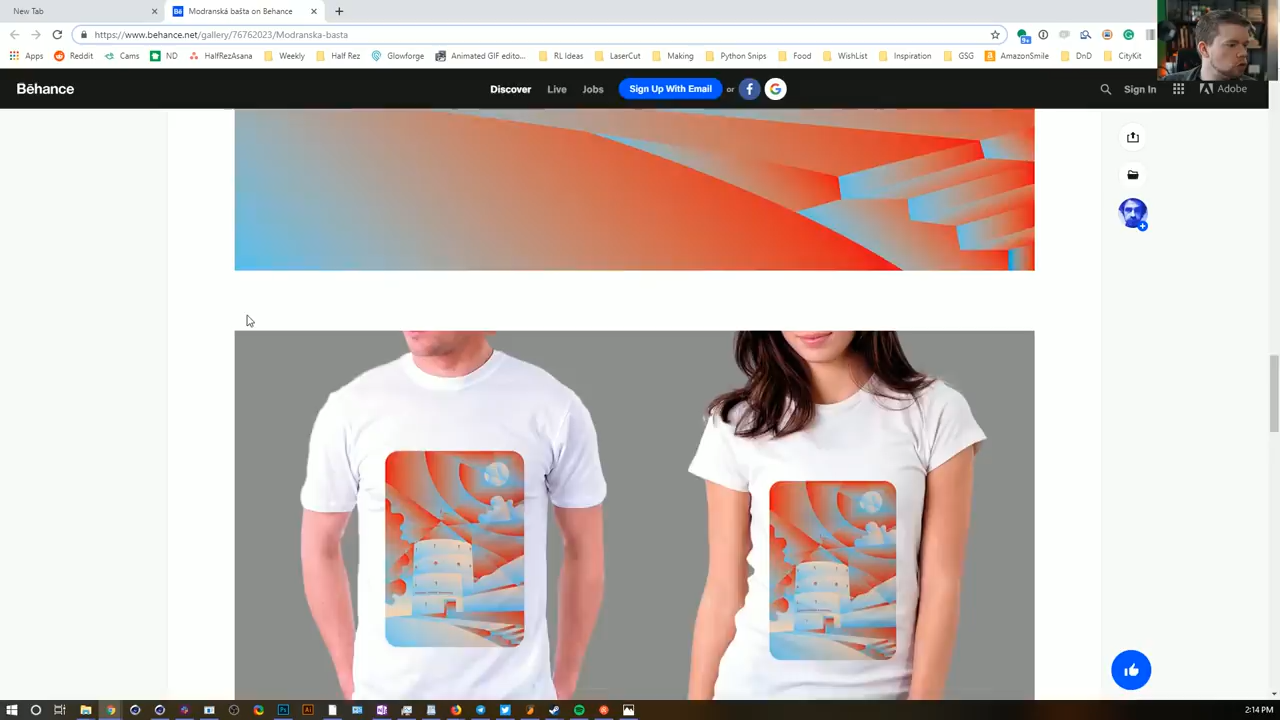 New Tab
Modranská bašta on Behance
https://www.behance.net/gallery/76762023/Modranska-basta
Apps Reddit Cams ND HalfRezAsana Weekly Half Rez Glowforge Animated GIF edito... RL Ideas LaserCut Making Python Snips Food WishList Inspiration GSG AmazonSmile DnD CityKit
Bēhance Discover Live Jobs Sign Up With Email or Sign In Adobe
2:14 PM